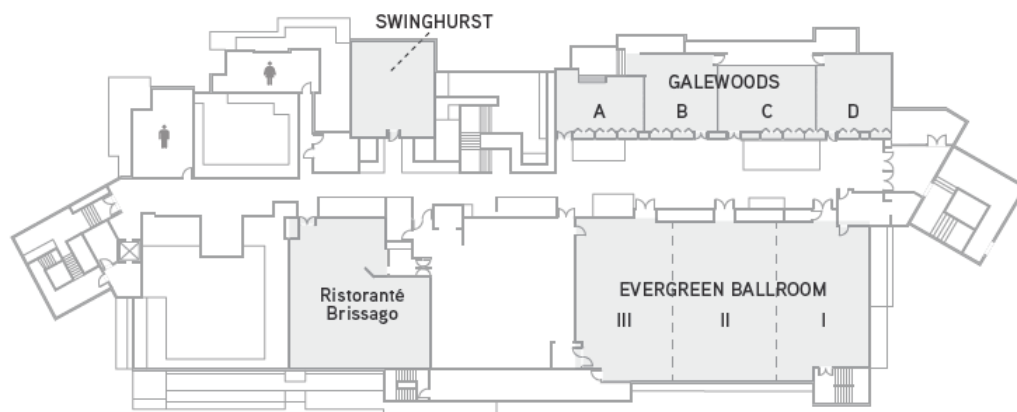 SWINGHURST
GALEWOODS
A
B
C
D
Ristoranté
Brissago
EVERGREEN BALLROOM
III
II
I